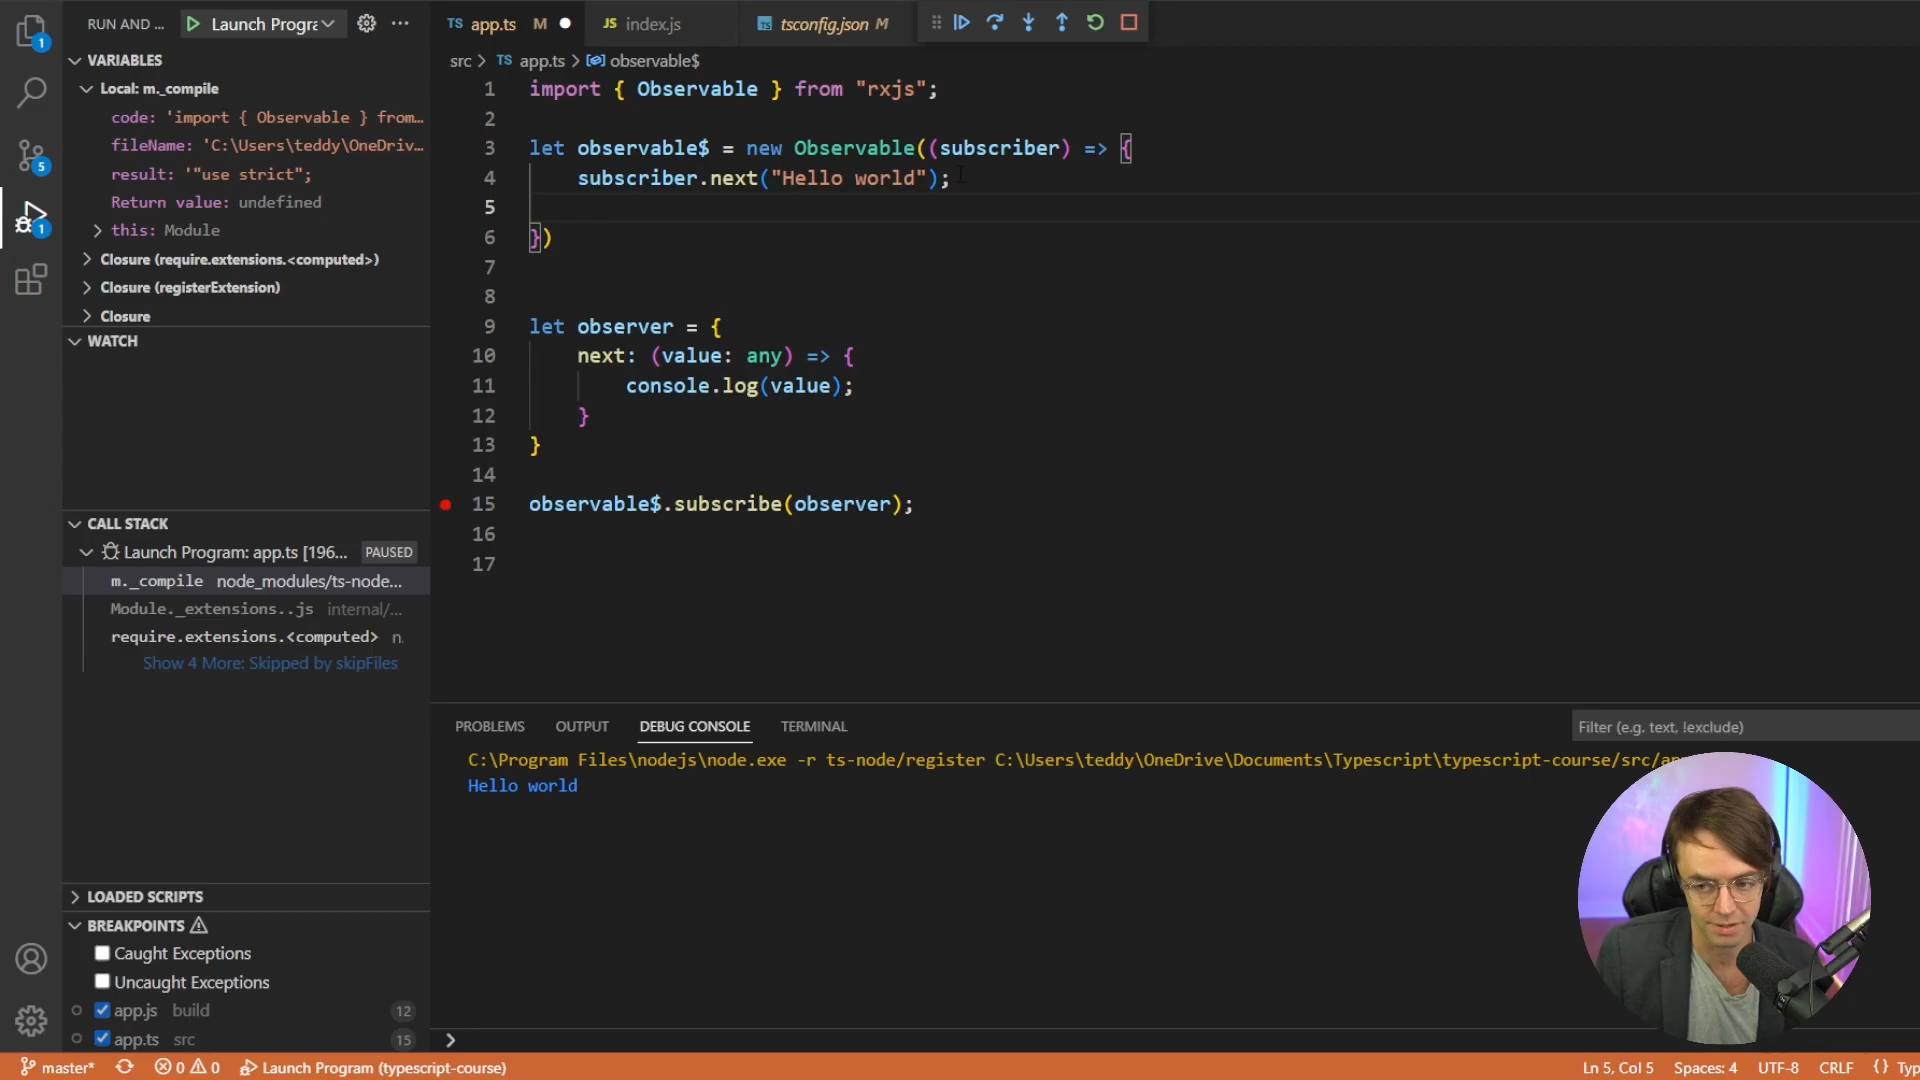 1
5
1
RUN AND ...
Launch Progra
TS app.ts M
JS index.js
TS tsconfig.json M
src > TS app.ts > observable$
VARIABLES
Local: m._compile
code: 'import { Observable } from…
fileName: 'C:\Users\teddy\OneDriv…
result: '"use strict";
Return value: undefined
this: Module
Closure (require.extensions.<computed>)
Closure (registerExtension)
Closure
WATCH
CALL STACK
Launch Program: app.ts [196... PAUSED
m._compile node_modules/ts-node...
Module._extensions..js internal/...
require.extensions.<computed> n.
Show 4 More: Skipped by skipFiles
LOADED SCRIPTS
BREAKPOINTS
Caught Exceptions
Uncaught Exceptions
app.js build 12
app.ts src 15
1 import { Observable } from "rxjs";
2
3 let observable$ = new Observable((subscriber) => {
4 subscriber.next("Hello world");
5
6 })
7
8
9 let observer = {
10 next: (value: any) => {
11 console.log(value);
12 }
13 }
14
15 observable$.subscribe(observer);
16
17
PROBLEMS OUTPUT DEBUG CONSOLE TERMINAL
Filter (e.g. text, !exclude)
C:\Program Files\nodejs\node.exe -r ts-node/register C:\Users\teddy\OneDrive\Documents\Typescript\typescript-course/src/ap
Hello world
>
master* 0 0 Launch Program (typescript-course)
Ln 5, Col 5 Spaces: 4 UTF-8 CRLF {} Typ